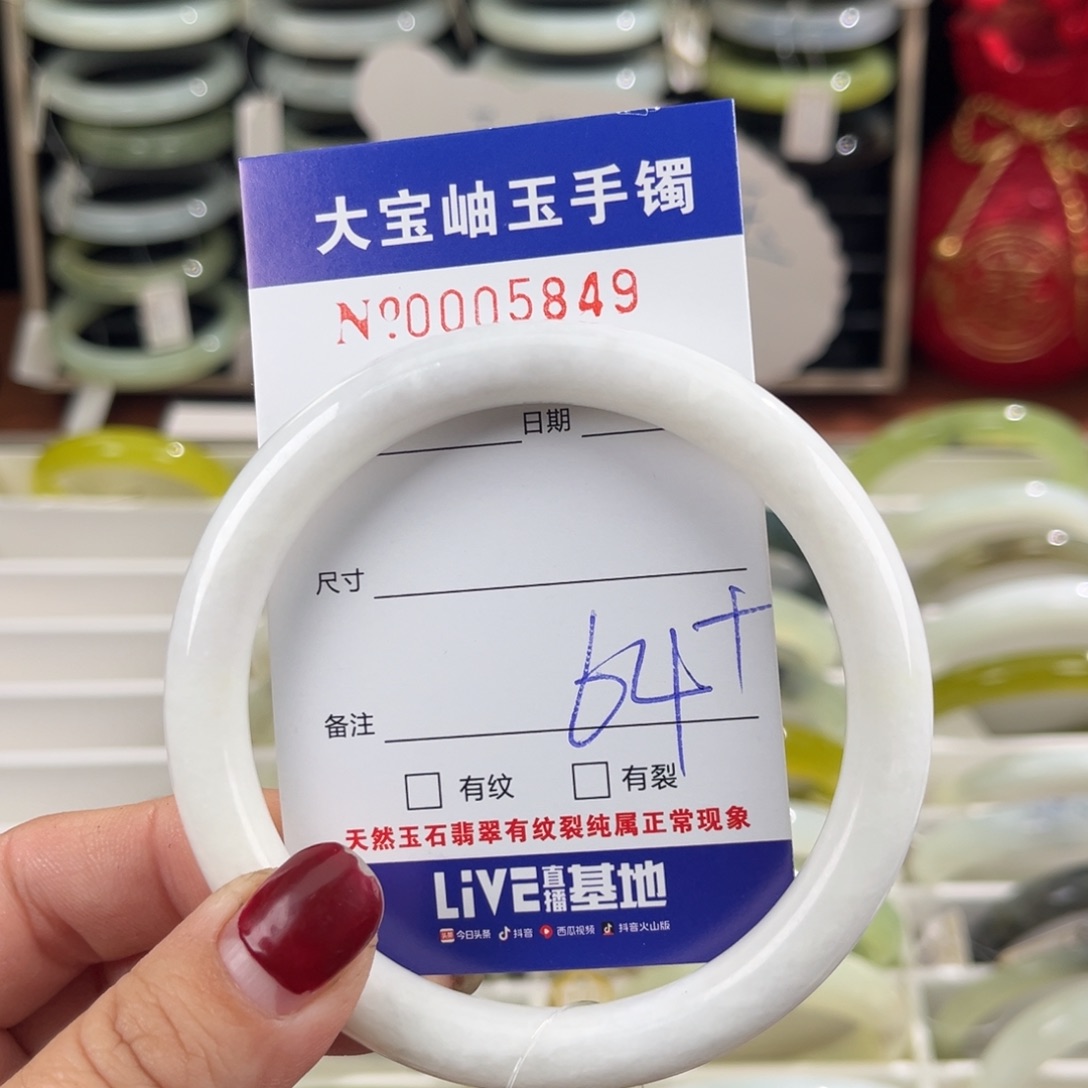 大宝岫玉手镯
No0005849
日期
尺寸
64+
备注
有纹 有裂
天然玉石翡翠有纹裂纯属正常现象
LiVE直播基地
今日头条 抖音 西瓜视频 抖音火山版